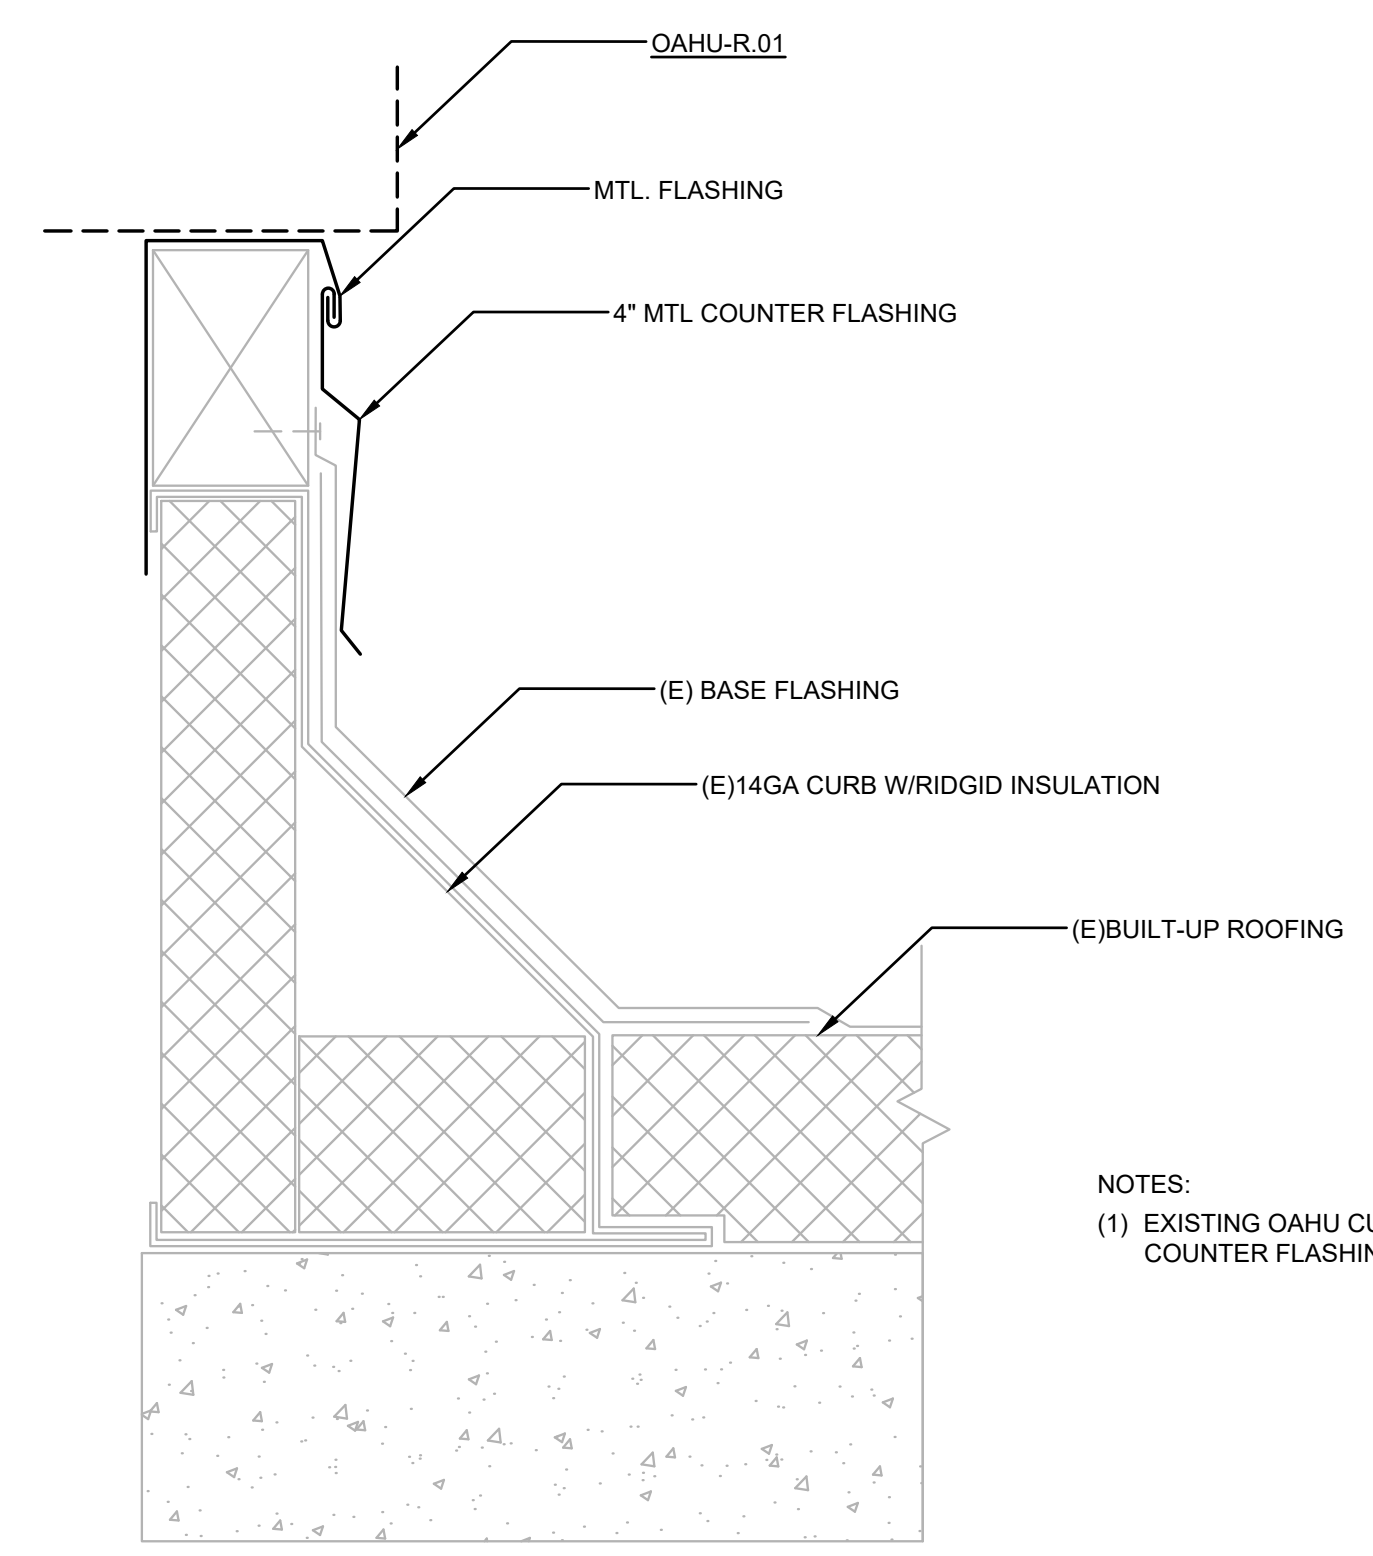 OAHU-R.01
MTL. FLASHING
4" MTL COUNTER FLASHING
(E) BASE FLASHING
(E)14GA CURB W/RIDGID INSULATION
(E)BUILT-UP ROOFING
NOTES:
(1) EXISTING OAHU
COUNTER